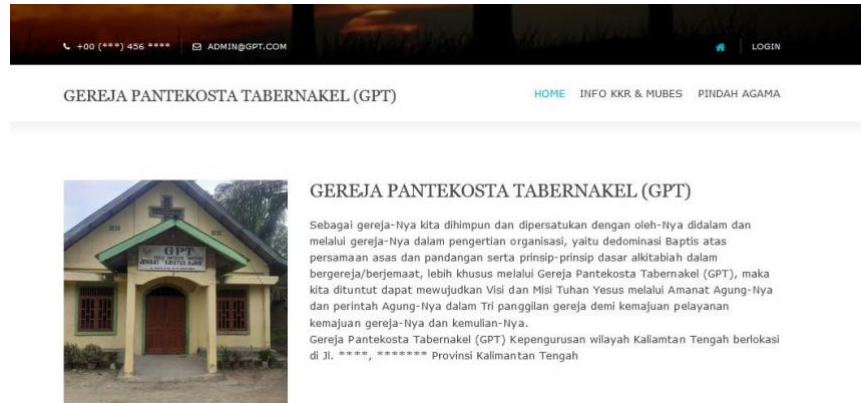 +00 (***) 456 **** ADMIN@GPT.COM LOGIN
GEREJA PANTEKOSTA TABERNAKEL (GPT) HOME INFO KKR & MUBES PINDAH AGAMA
GEREJA PANTEKOSTA TABERNAKEL (GPT)
Sebagai gereja-Nya kita dihimpun dan dipersatukan dengan oleh-Nya didalam dan
melalui gereja-Nya dalam pengertian organisasi, yaitu dedominasi Baptis atas
persamaan asas dan pandangan serta prinsip-prinsip dasar alkitabiah dalam
bergereja/berjemaat, lebih khusus melalui Gereja Pantekosta Tabernakel (GPT), maka
kita dituntut dapat mewujudkan Visi dan Misi Tuhan Yesus melalui Amanat Agung-Nya
dan perintah Agung-Nya dalam Tri panggilan gereja demi kemajuan pelayanan
kemajuan gereja-Nya dan kemulian-Nya.
Gereja Pantekosta Tabernakel (GPT) Kepengurusan wilayah Kaliamtan Tengah berlokasi
di Jl. ****, ******* Provinsi Kalimantan Tengah
GPT